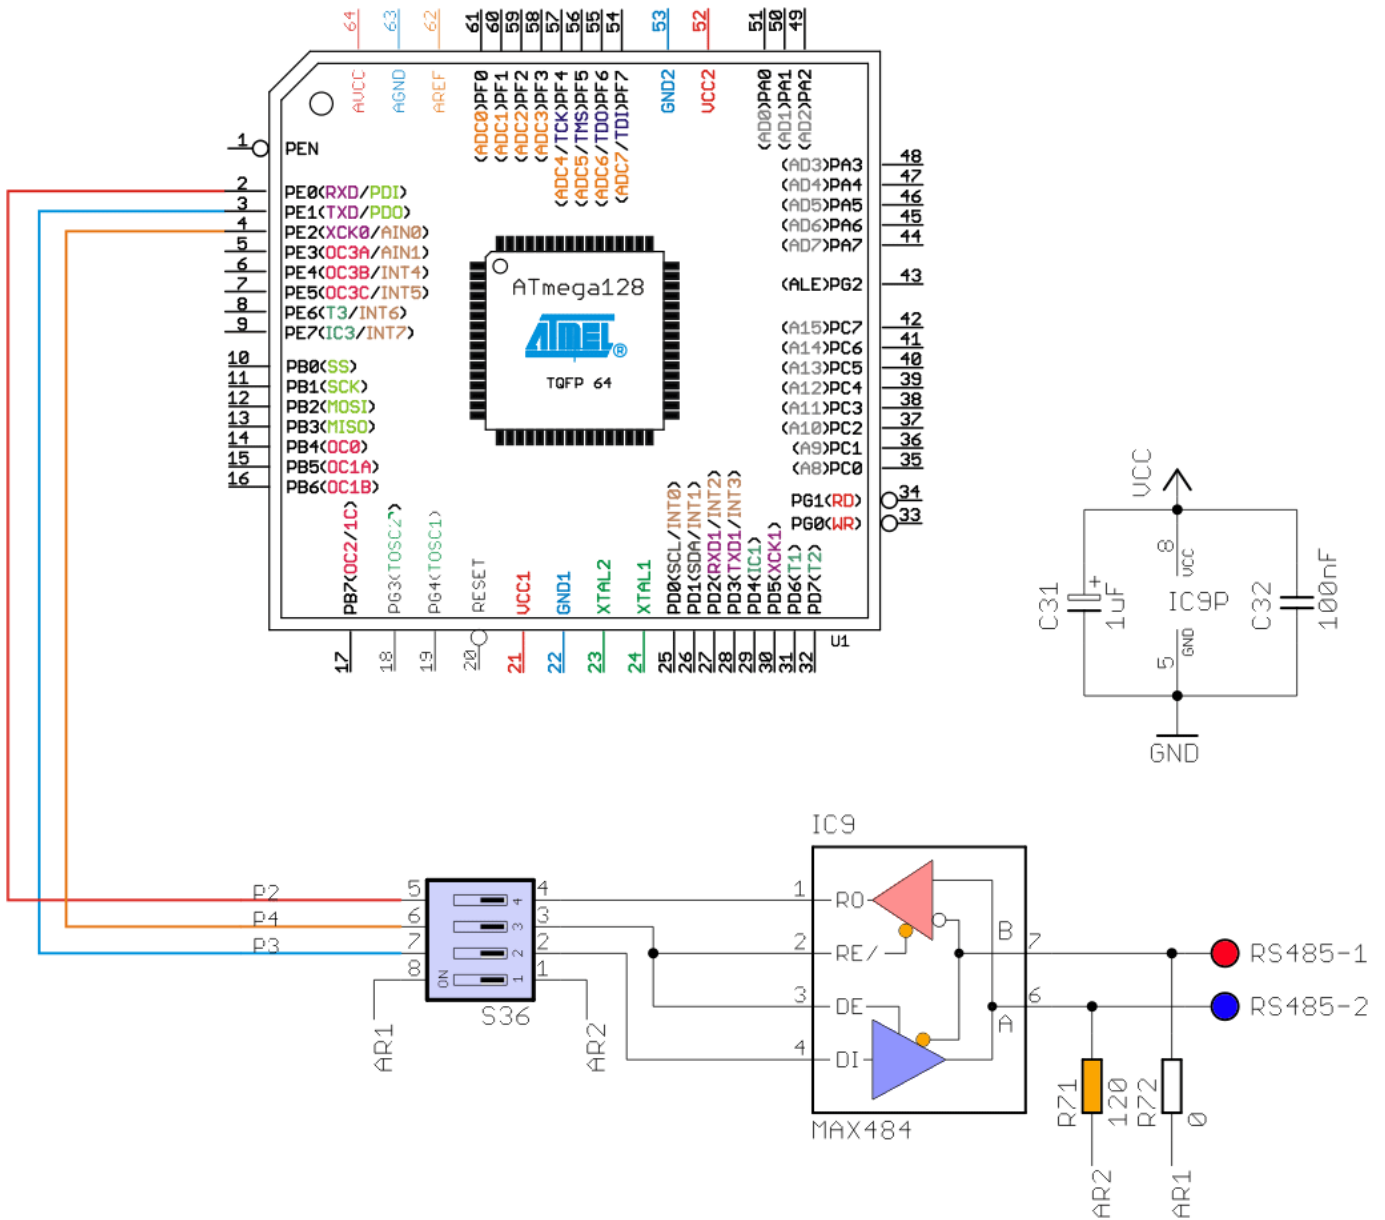 64
63
62
61
60
59
58
57
56
55
54
53
52
51
50
49
AVCC
AGND
AREF
(ADC0)PF0
(ADC1)PF1
(ADC2)PF2
(ADC3)PF3
(ADC4/TCK)PF4
(ADC5/TMS)PF5
(ADC6/TDO)PF6
(ADC7/TDI)PF7
GND2
VCC2
(AD0)PA0
(AD1)PA1
(AD2)PA2
1 PEN
2 PE0(RXD/PDI)
3 PE1(TXD/PDO)
4 PE2(XCK0/AIN0)
5 PE3(OC3A/AIN1)
6 PE4(OC3B/INT4)
7 PE5(OC3C/INT5)
8 PE6(T3/INT6)
9 PE7(IC3/INT7)
10 PB0(SS)
11 PB1(SCK)
12 PB2(MOSI)
13 PB3(MISO)
14 PB4(OC0)
15 PB5(OC1A)
16 PB6(OC1B)
ATmega128
ATMEL®
TQFP 64
(AD3)PA3 48
(AD4)PA4 47
(AD5)PA5 46
(AD6)PA6 45
(AD7)PA7 44
(ALE)PG2 43
(A15)PC7 42
(A14)PC6 41
(A13)PC5 40
(A12)PC4 39
(A11)PC3 38
(A10)PC2 37
(A9)PC1 36
(A8)PC0 35
PG1(RD) 34
PG0(WR) 33
PB7(OC2/1C)
PG3(TOSC2)
PG4(TOSC1)
RESET
VCC1
GND1
XTAL2
XTAL1
PD0(SCL/INT0)
PD1(SDA/INT1)
PD2(RXD1/INT2)
PD3(TXD1/INT3)
PD4(IC1)
PD5(XCK1)
PD6(T1)
PD7(T2)
17
18
19
20
21
22
23
24
25
26
27
28
29
30
31
32
U1
VCC
C31
+
1uF
8
VCC
IC9P
GND
5
C32
100nF
GND
P2
P4
P3
5
6
7
8
ON
4
3
2
1
4
3
2
1
S36
AR1
AR2
IC9
1 RO
2 RE/
3 DE
4 DI
B 7
A 6
MAX484
RS485-1
RS485-2
R71
120
R72
0
AR2
AR1